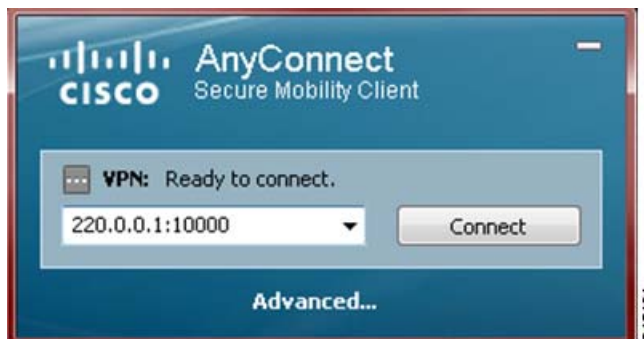 CISCO
AnyConnect
Secure Mobility Client
VPN: Ready to connect.
220.0.0.1:10000
Connect
Advanced...